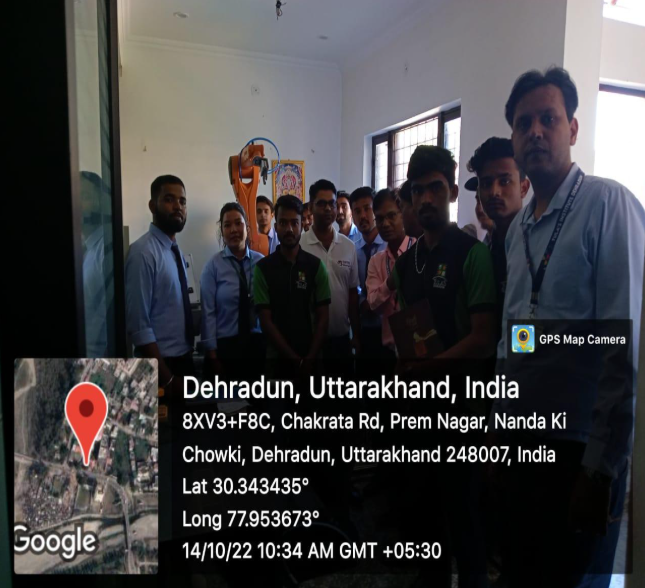 GPS Map Camera
Dehradun, Uttarakhand, India
8XV3+F8C, Chakrata Rd, Prem Nagar, Nanda Ki
Chowki, Dehradun, Uttarakhand 248007, India
Lat 30.343435°
Long 77.953673°
14/10/22 10:34 AM GMT +05:30
Google